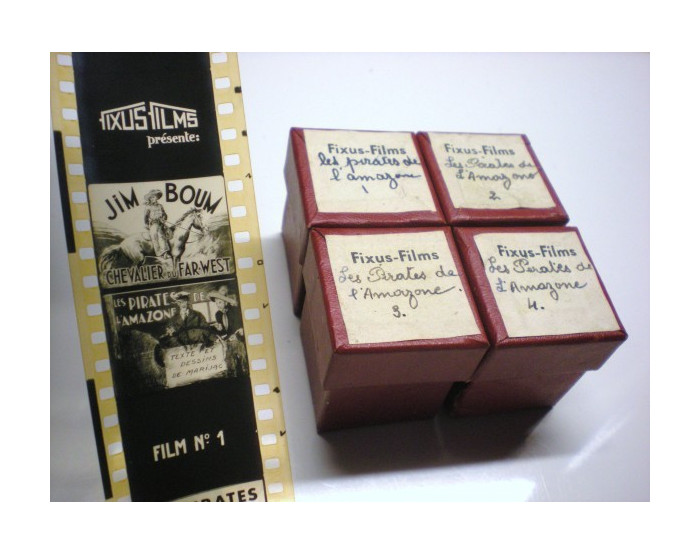 FIXUS FILMS
présente:
JIM BOUM
CHEVALIER DU FAR-WEST
LES PIRATES DE
L'AMAZONE
TEXTE ET
DESSINS
DE MARIJAC
FILM Nº 1
PIRATES
Fixus-Films
les pirates de
l'amazone
1
Fixus-Films
Les Pirates de
L'Amazone
2.
Fixus-Films
Les Pirates de
l'Amazone.
3.
Fixus-Films
Les Pirates de
L'Amazone
4.